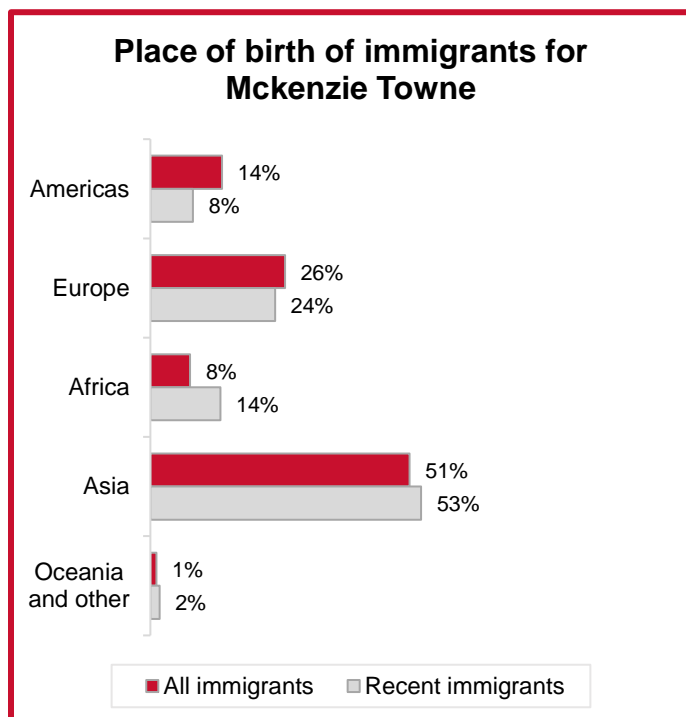 Place of birth of immigrants for
Mckenzie Towne
Americas
14%
8%
Europe
26%
24%
Africa
8%
14%
Asia
51%
53%
Oceania
and other
1%
2%
All immigrants
Recent immigrants